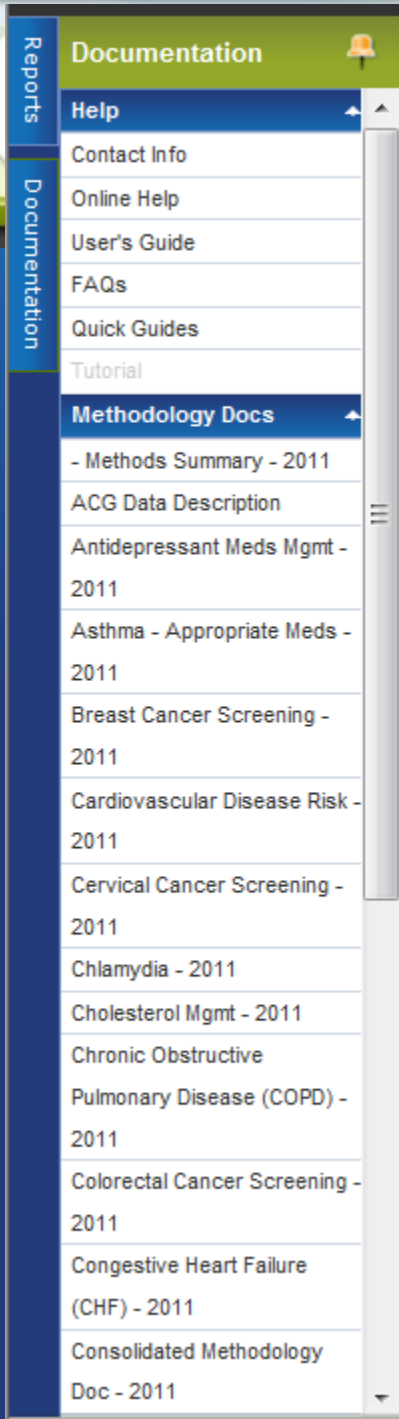 Reports
Documentation
Documentation
Help
Contact Info
Online Help
User's Guide
FAQs
Quick Guides
Tutorial
Methodology Docs
- Methods Summary - 2011
ACG Data Description
Antidepressant Meds Mgmt -
2011
Asthma - Appropriate Meds -
2011
Breast Cancer Screening -
2011
Cardiovascular Disease Risk -
2011
Cervical Cancer Screening -
2011
Chlamydia - 2011
Cholesterol Mgmt - 2011
Chronic Obstructive
Pulmonary Disease (COPD) -
2011
Colorectal Cancer Screening -
2011
Congestive Heart Failure
(CHF) - 2011
Consolidated Methodology
Doc - 2011